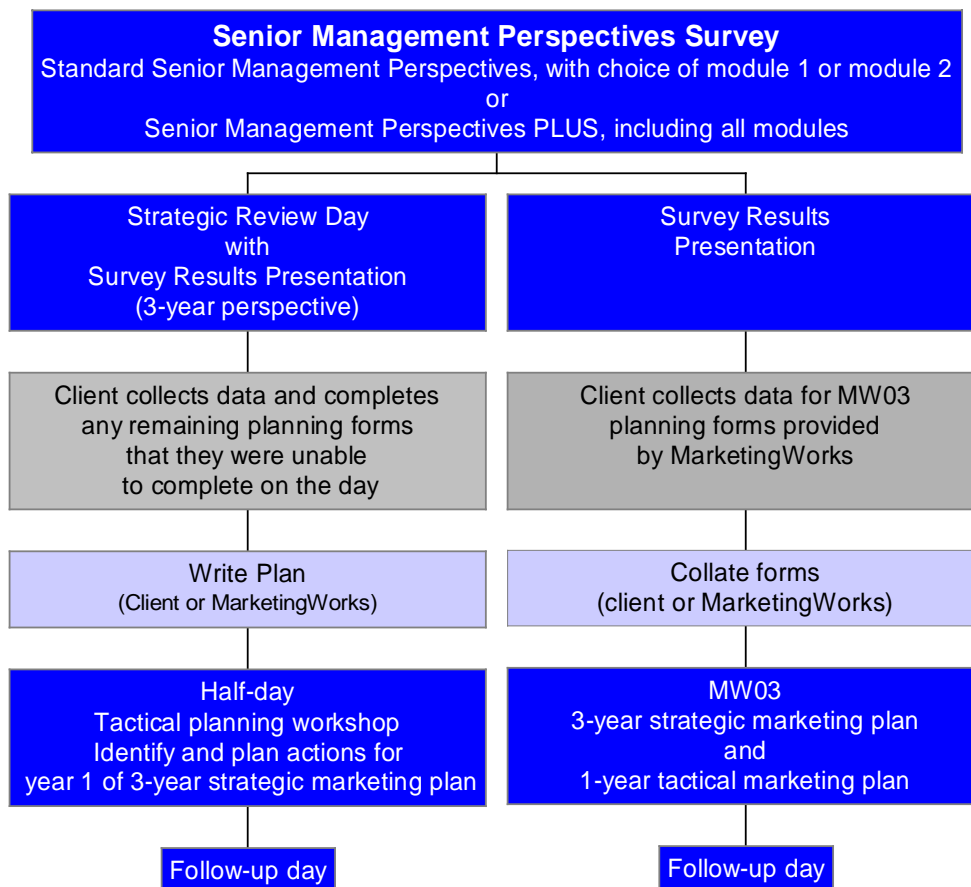 Senior Management Perspectives Survey
Standard Senior Management Perspectives, with choice of module 1 or module 2
or
Senior Management Perspectives PLUS, including all modules
Strategic Review Day
with
Survey Results Presentation
(3-year perspective)
Survey Results
Presentation
Client collects data and completes
any remaining planning forms
that they were unable
to complete on the day
Client collects data for MW03
planning forms provided
by MarketingWorks
Write Plan
(Client or MarketingWorks)
Collate forms
(client or MarketingWorks)
Half-day
Tactical planning workshop
Identify and plan actions for
year 1 of 3-year strategic marketing plan
MW03
3-year strategic marketing plan
and
1-year tactical marketing plan
Follow-up day
Follow-up day